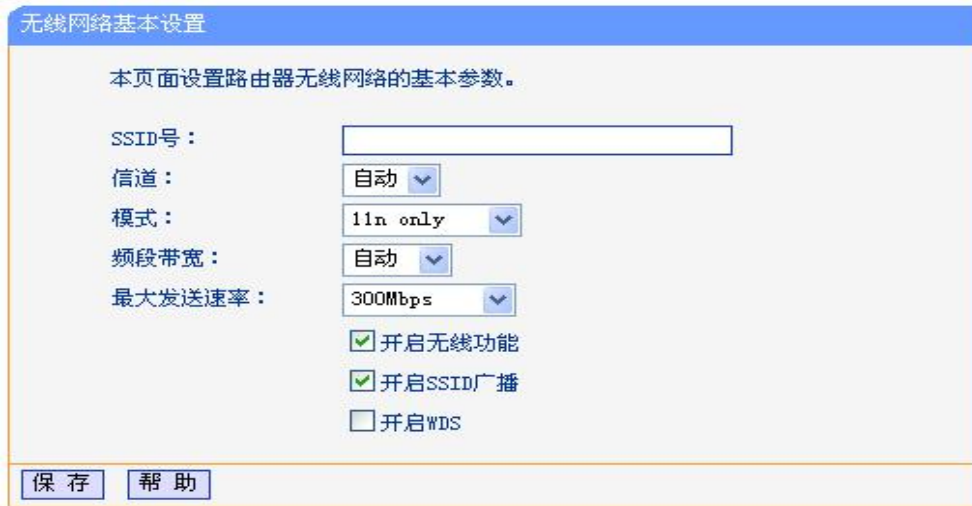 无线网络基本设置
本页面设置路由器无线网络的基本参数。
SSID号：
信道： 自动
模式： 11n only
频段带宽： 自动
最大发送速率： 300Mbps
开启无线功能
开启SSID广播
开启WDS
保 存 帮 助